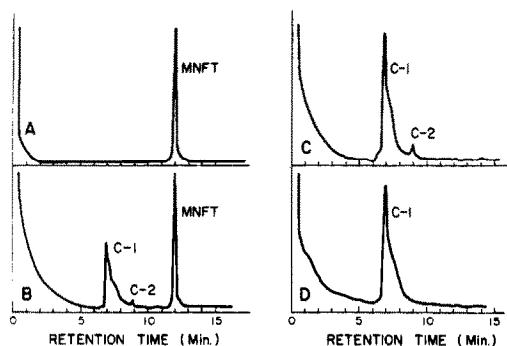 A
MNFT
B
C-1
C-2
MNFT
0 5 10 15
RETENTION TIME (Min.)
C
C-1
C-2
D
C-1
0 5 10 15
RETENTION TIME (Min.)